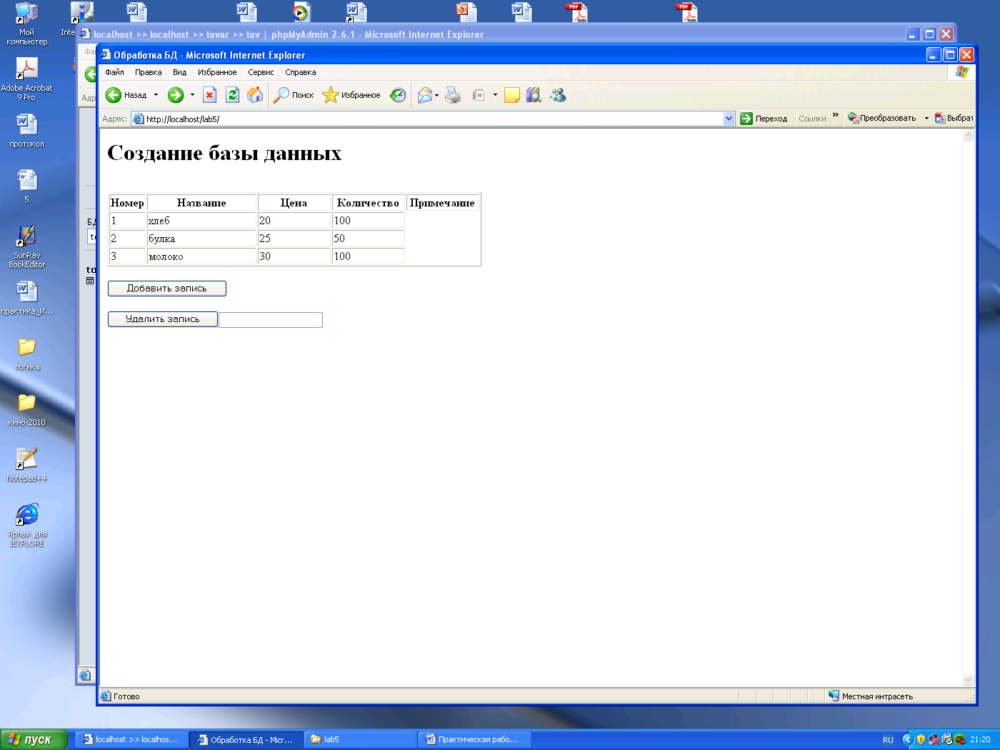 Мой компьютер
Inte
localhost >> localhost >> tovar >> tov | phpMyAdmin 2.6.1 - Microsoft Internet Explorer
Обработка БД - Microsoft Internet Explorer
Файл Правка Вид Избранное Сервис Справка
Назад Поиск Избранное
Адрес: http://localhost/lab5/ Переход Ссылки » Преобразовать Выбрат
Создание базы данных
Номер Название Цена Количество Примечание
1 хлеб 20 100
2 булка 25 50
3 молоко 30 100
Добавить запись
Удалить запись
Adobe Acrobat 9 Pro
протокол
5
SunRav BookEditor
практика_И...
логика
кино-2010
Notepad++
Ярлык для IEXPLORE
Фа
Адр
БД
to
Готово Местная интрасеть
пуск localhost >> localhos... Обработка БД - Micr... lab5 Практическая рабо... RU 21:20